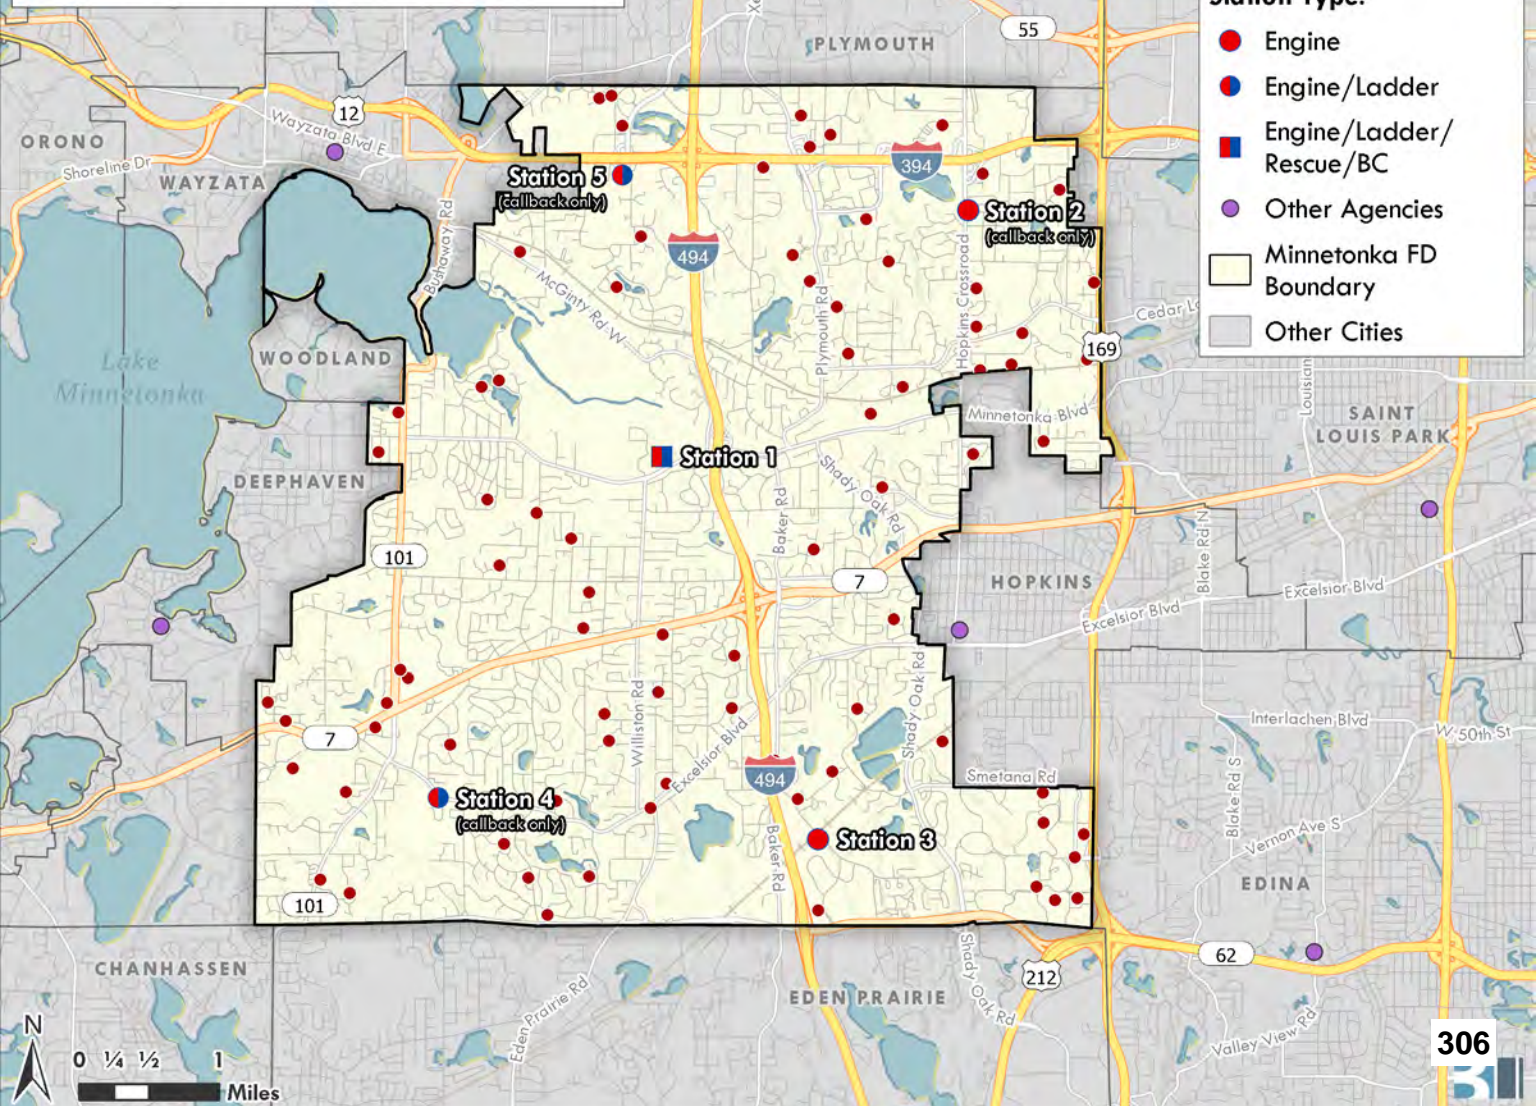 Engine
Engine/Ladder
Engine/Ladder/
Rescue/BC
Other Agencies
Minnetonka FD
Boundary
Other Cities
55
PLYMOUTH
12
Wayzata Blvd E
ORONO
Shoreline Dr
WAYZATA
394
Station 5
(callback only)
Station 2
(callback only)
Bushaway Rd
494
McGinty Rd W
Plymouth Rd
Hopkins Crossroad
Cedar
169
WOODLAND
Lake
Minnetonka
Minnetonka Blvd
Louisian
SAINT
LOUIS PARK
Station 1
DEEPHAVEN
Shady Oak Rd
Baker Rd
Blake Rd N
101
7
HOPKINS
Excelsior Blvd
Excelsior Blvd
Shady Oak Rd
Williston Rd
Interlachen Blvd
W 50th St
7
Excelsior Blvd
494
Smetana Rd
Blake Rd S
Station 4
(callback only)
Vernon Ave S
Station 3
Baker Rd
EDINA
101
62
CHANHASSEN
212
EDEN PRAIRIE
Shady Oak Rd
Eden Prairie Rd
Valley View Rd
N
0 ¼ ½ 1
Miles
306